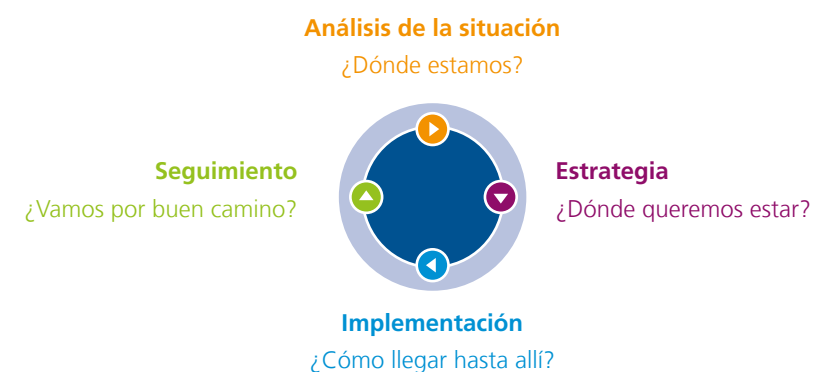 Análisis de la situación
¿Dónde estamos?
Seguimiento
¿Vamos por buen camino?
Estrategia
¿Dónde queremos estar?
Implementación
¿Cómo llegar hasta allí?